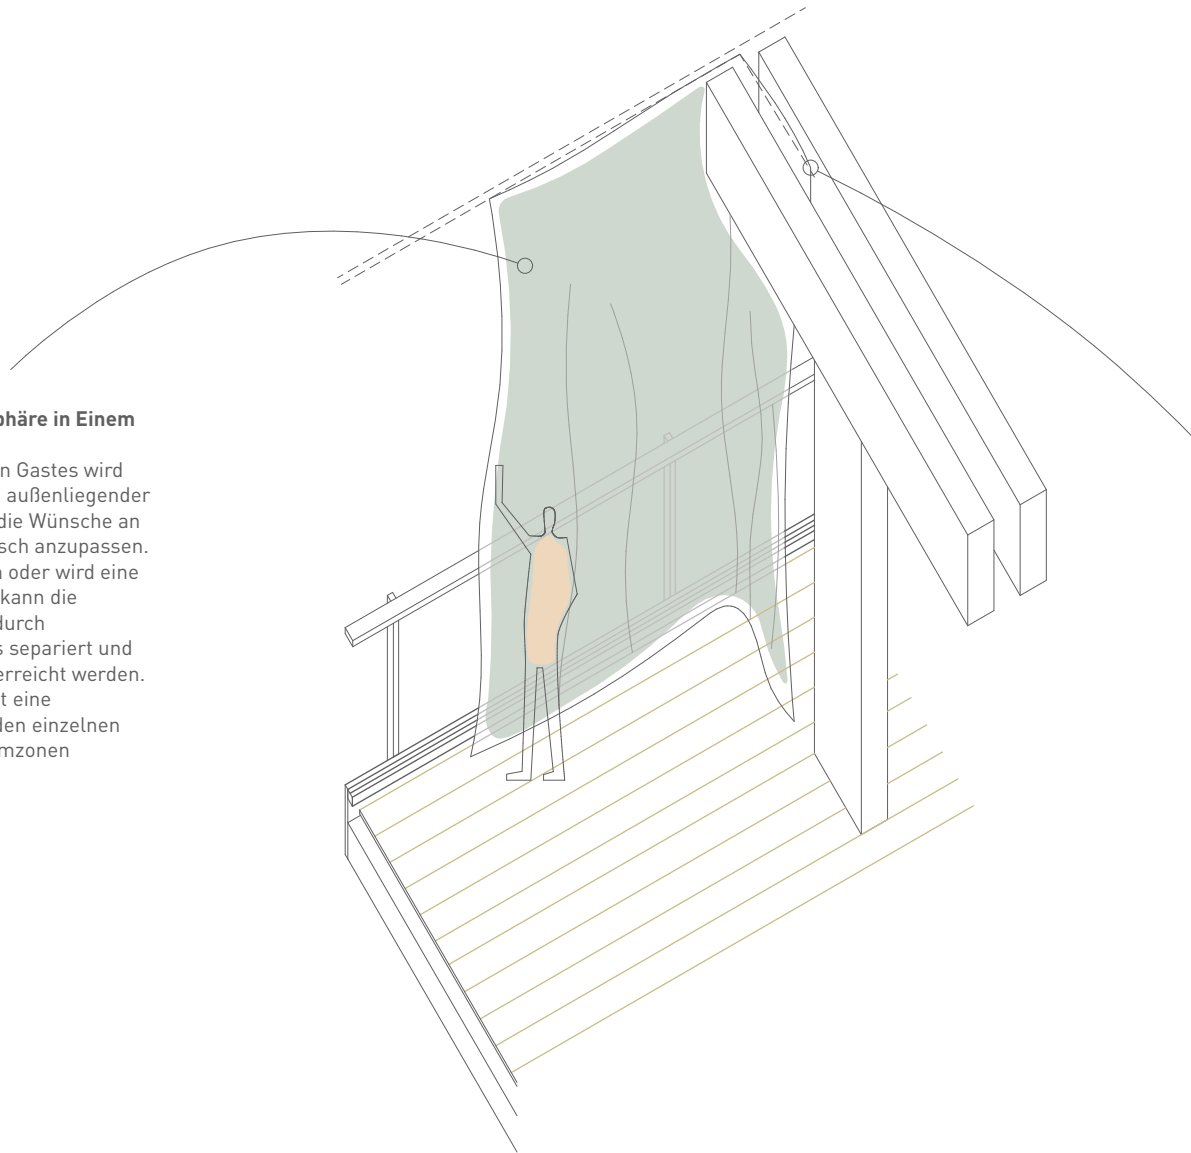 phäre in Einem
n Gastes wird
außenliegender
die Wünsche an
sch anzupassen.
oder wird eine
kann die
durch
s separiert und
erreicht werden.
t eine
den einzelnen
mzonen